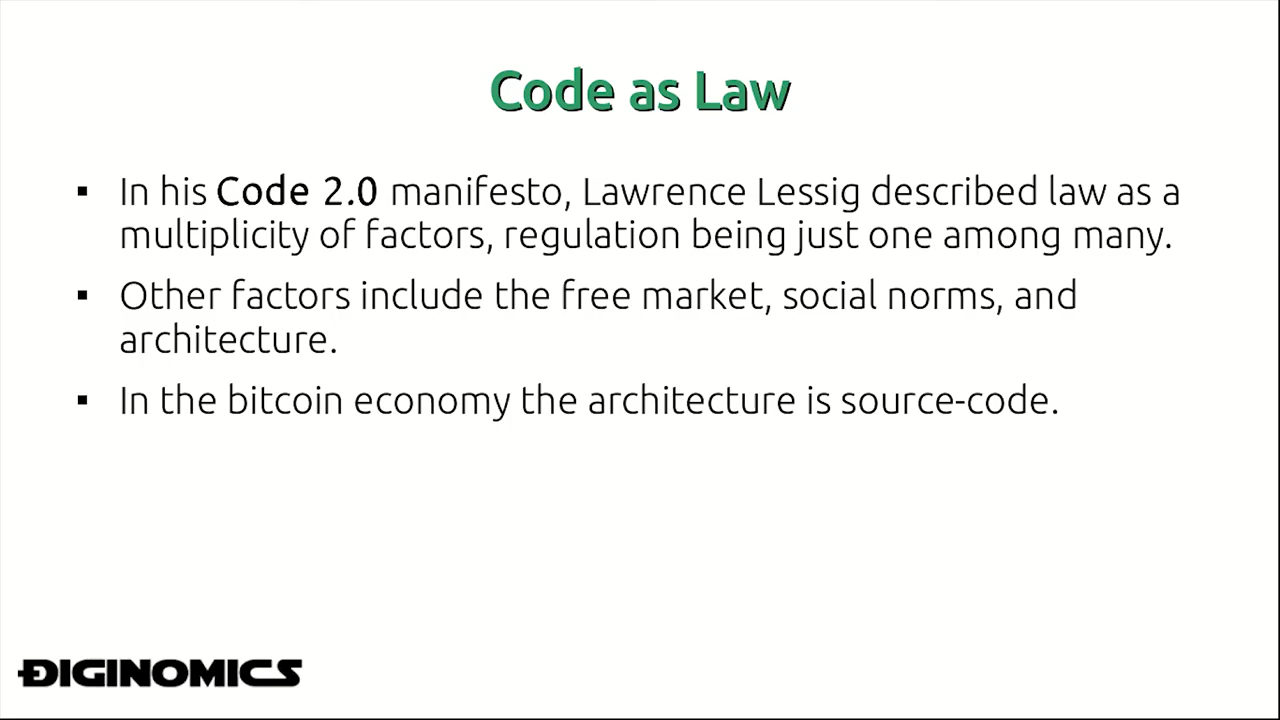 Code as Law
▪ In his Code 2.0 manifesto, Lawrence Lessig described law as a
multiplicity of factors, regulation being just one among many.
▪ Other factors include the free market, social norms, and
architecture.
▪ In the bitcoin economy the architecture is source-code.
ĐIGINOMICS